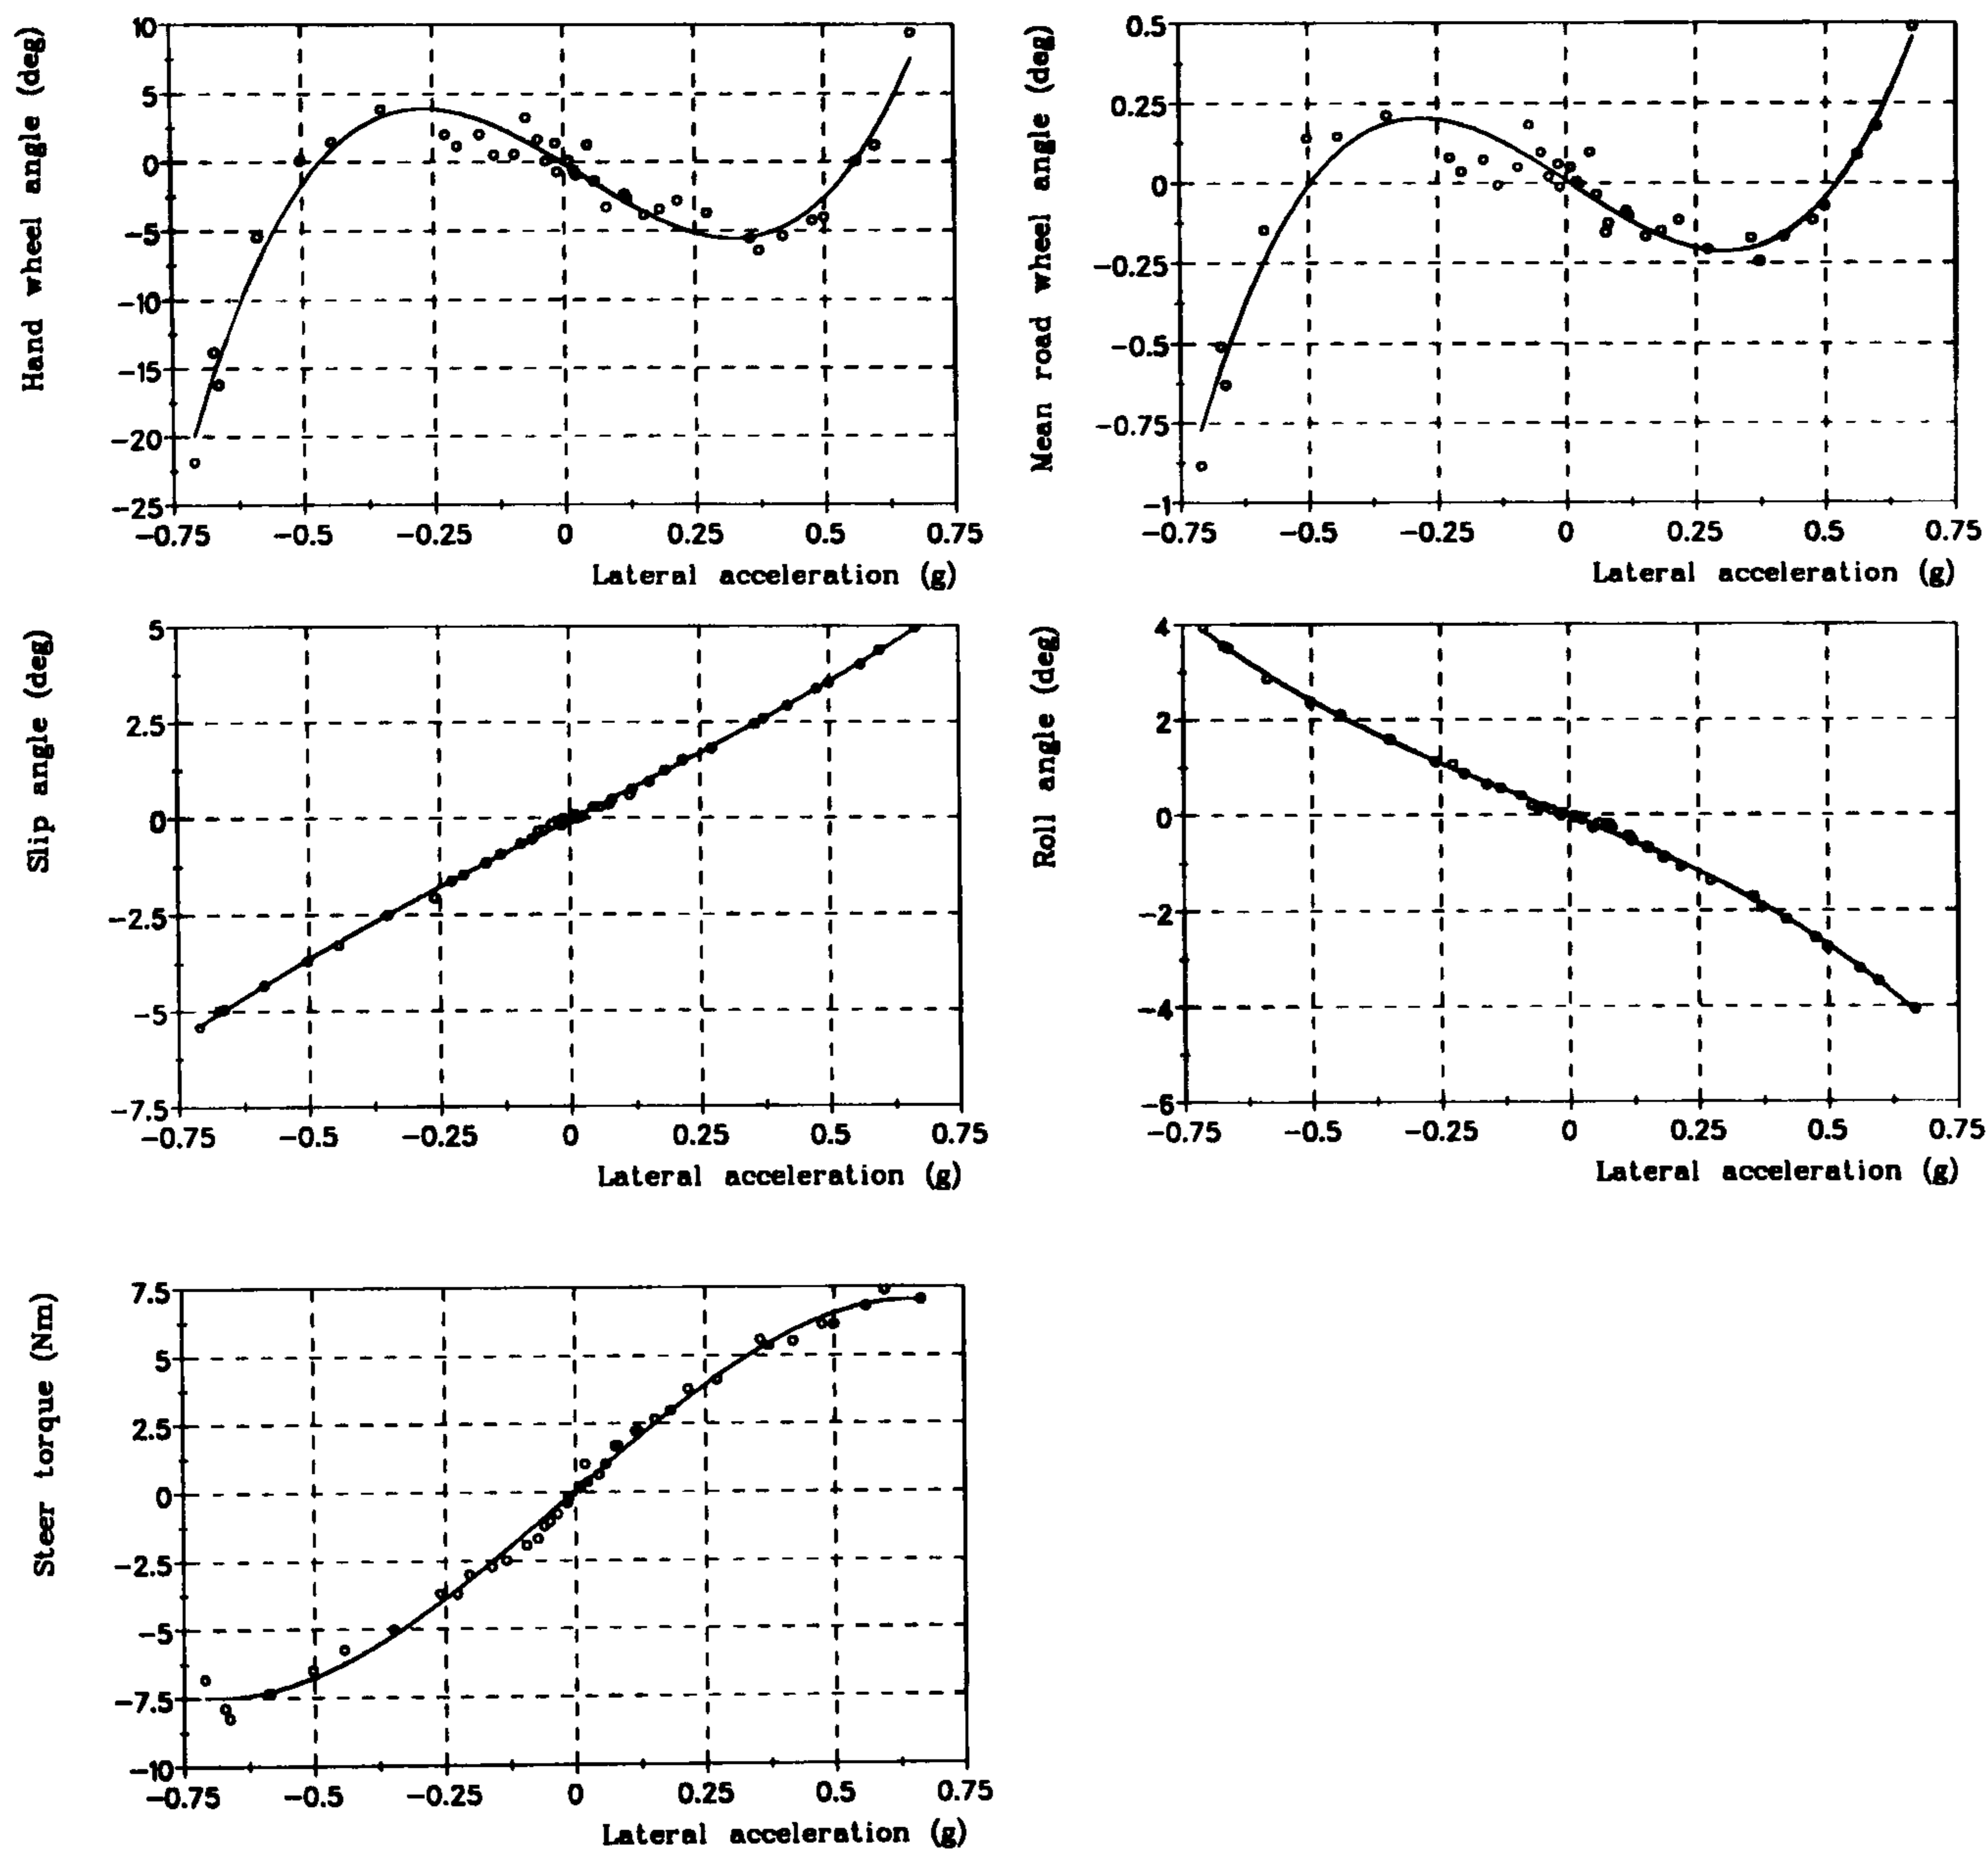 Hand wheel angle (deg)
10
5
0
−5
−10
−15
−20
−25
−0.75 −0.5 −0.25 0 0.25 0.5 0.75
Lateral acceleration (g)
Mean road wheel angle (deg)
0.5
0.25
0
−0.25
−0.5
−0.75
−1
−0.75 −0.5 −0.25 0 0.25 0.5 0.75
Lateral acceleration (g)
Slip angle (deg)
5
2.5
0
−2.5
−5
−7.5
−0.75 −0.5 −0.25 0 0.25 0.5 0.75
Lateral acceleration (g)
Roll angle (deg)
4
2
0
−2
−4
−6
−0.75 −0.5 −0.25 0 0.25 0.5 0.75
Lateral acceleration (g)
Steer torque (Nm)
7.5
5
2.5
0
−2.5
−5
−7.5
−10
−0.75 −0.5 −0.25 0 0.25 0.5 0.75
Lateral acceleration (g)